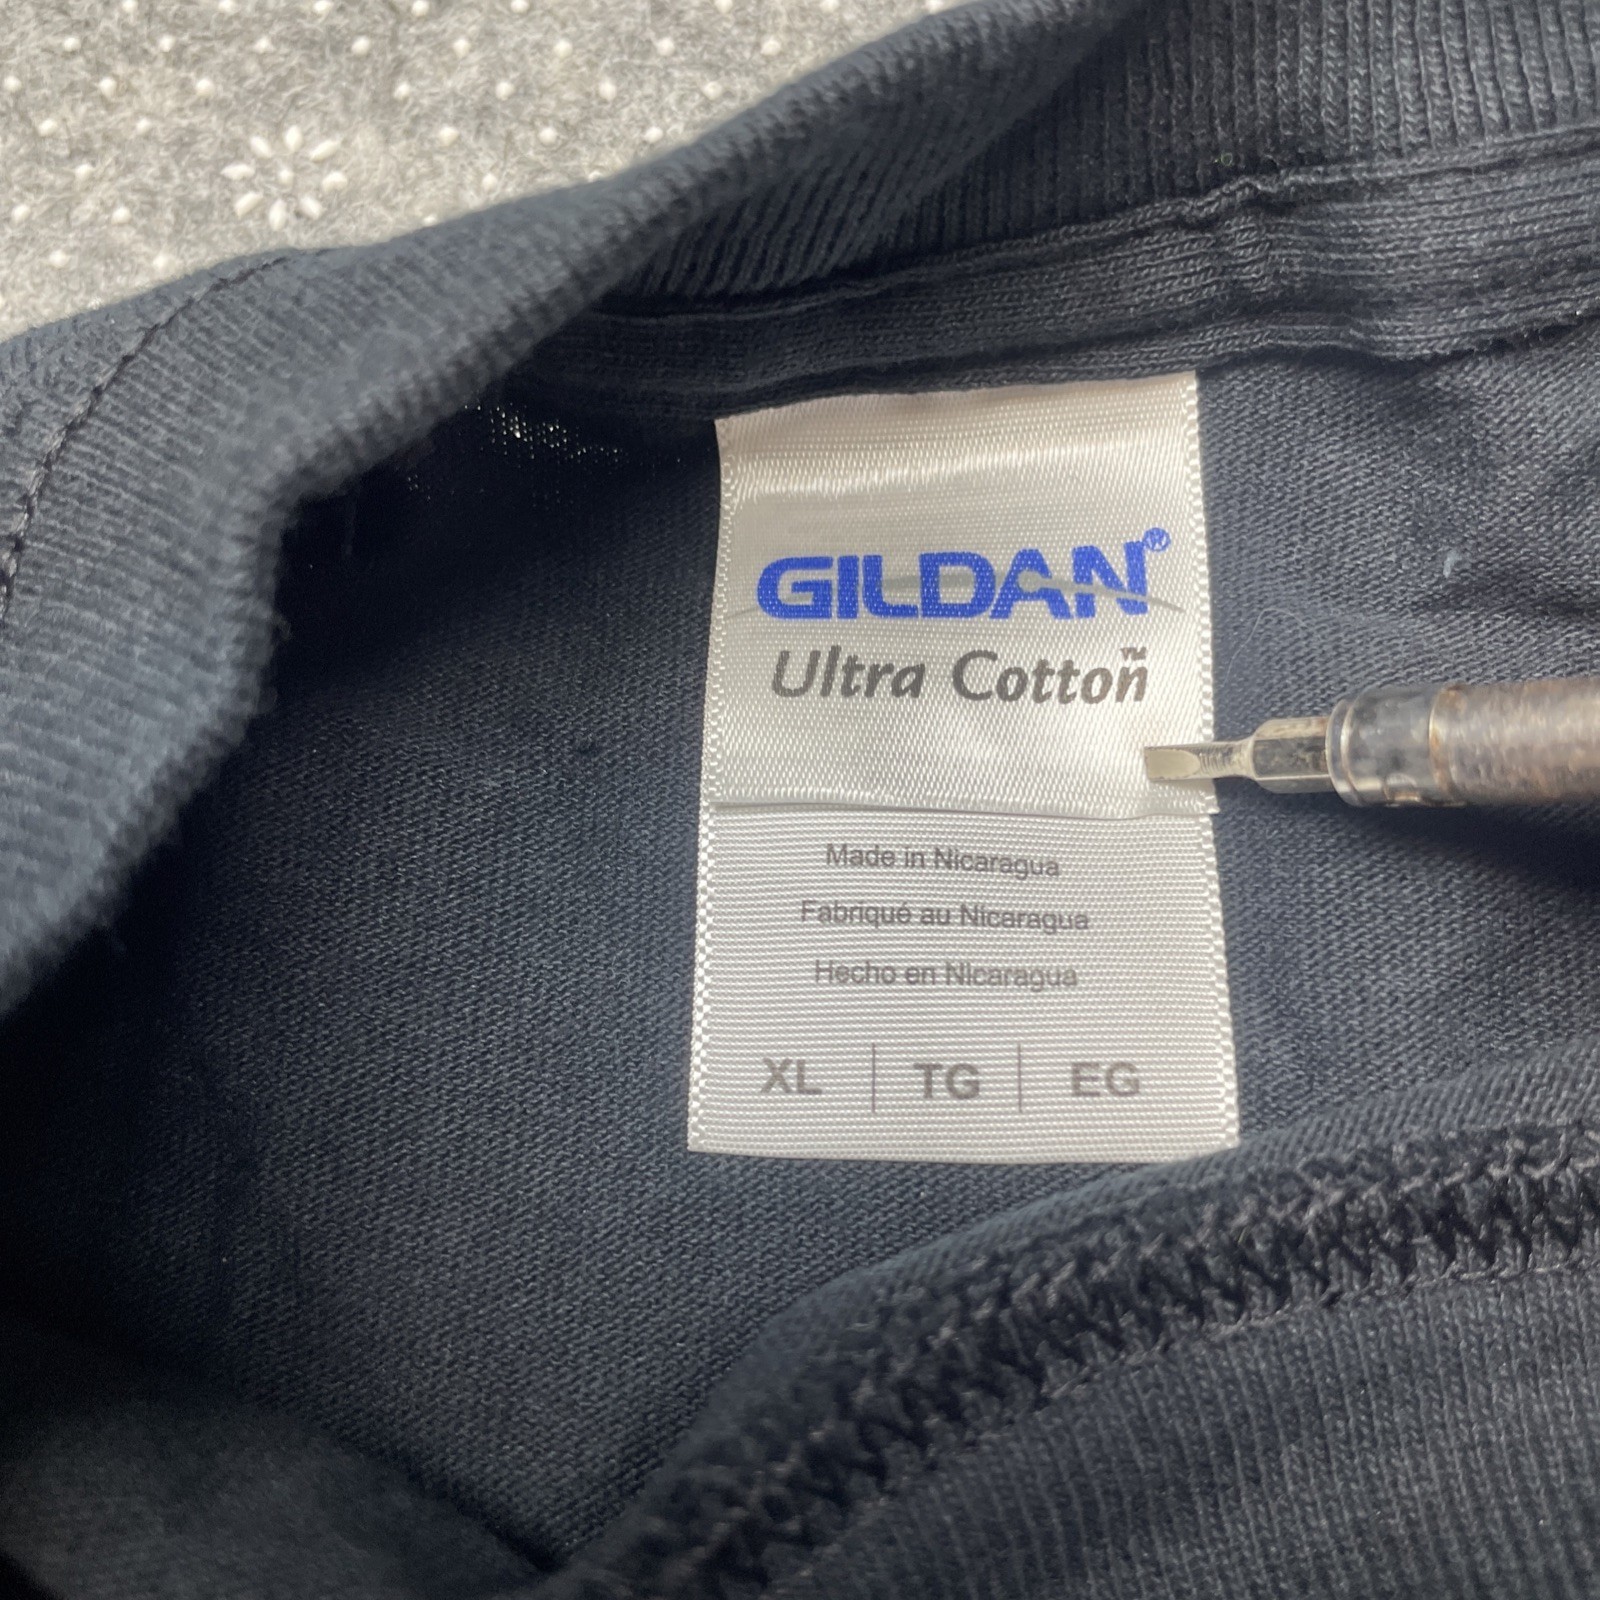 GILDAN®
Ultra Cotton™
Made in Nicaragua
Fabriqué au Nicaragua
Hecho en Nicaragua
XL | TG | EG